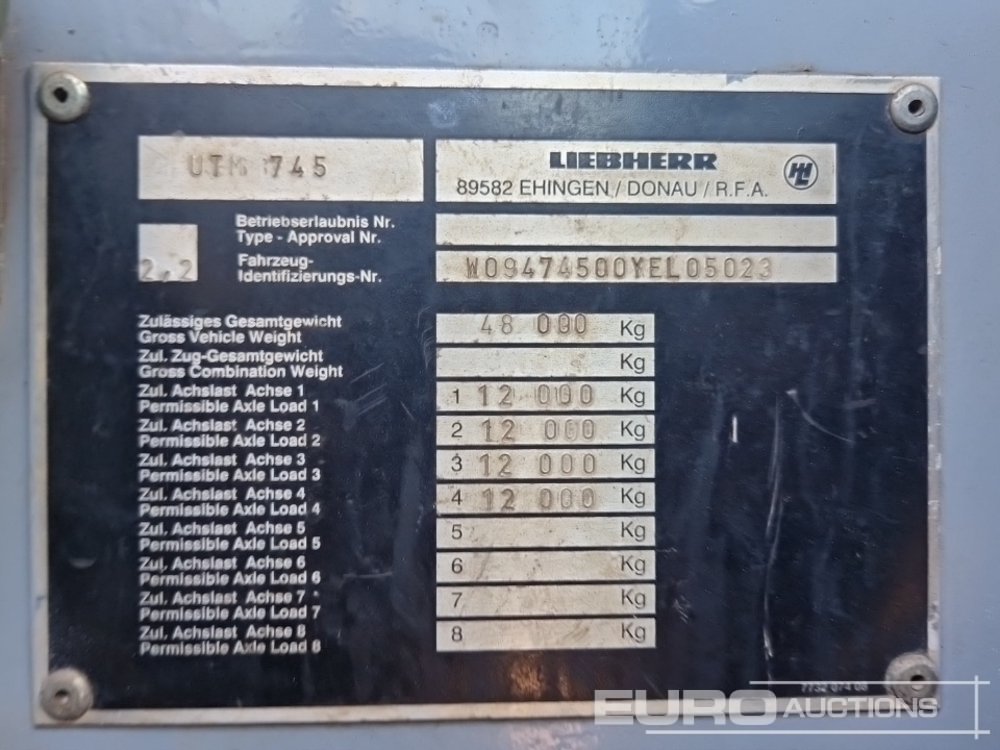 UTM 745
LIEBHERR
89582 EHINGEN/DONAU/R.F.A.
Betriebserlaubnis Nr.
Type - Approval Nr.
2.2
Fahrzeug-
Identifizierungs-Nr.
W09474500YEL05023
Zulässiges Gesamtgewicht
Gross Vehicle Weight
48 000 Kg
Zul. Zug-Gesamtgewicht
Gross Combination Weight
Kg
Zul. Achslast Achse 1
Permissible Axle Load 1
1 12 000 Kg
Zul. Achslast Achse 2
Permissible Axle Load 2
2 12 000 Kg
Zul. Achslast Achse 3
Permissible Axle Load 3
3 12 000 Kg
Zul. Achslast Achse 4
Permissible Axle Load 4
4 12 000 Kg
Zul. Achslast Achse 5
Permissible Axle Load 5
5 Kg
Zul. Achslast Achse 6
Permissible Axle Load 6
6 Kg
Zul. Achslast Achse 7
Permissible Axle Load 7
7 Kg
Zul. Achslast Achse 8
Permissible Axle Load 8
8 Kg
EURO AUCTIONS